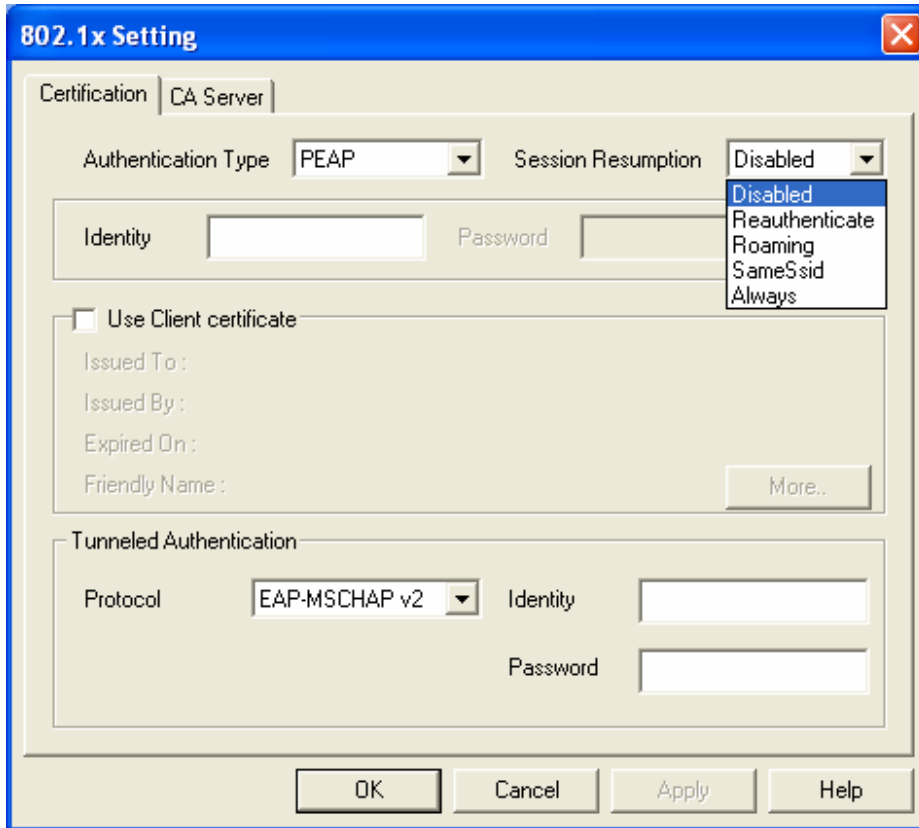 802.1x Setting
Certification CA Server
Authentication Type PEAP Session Resumption Disabled
Disabled
Reauthenticate
Roaming
SameSsid
Always
Identity Password
Use Client certificate
Issued To :
Issued By :
Expired On :
Friendly Name :
More..
Tunneled Authentication
Protocol EAP-MSCHAP v2 Identity
Password
OK Cancel Apply Help